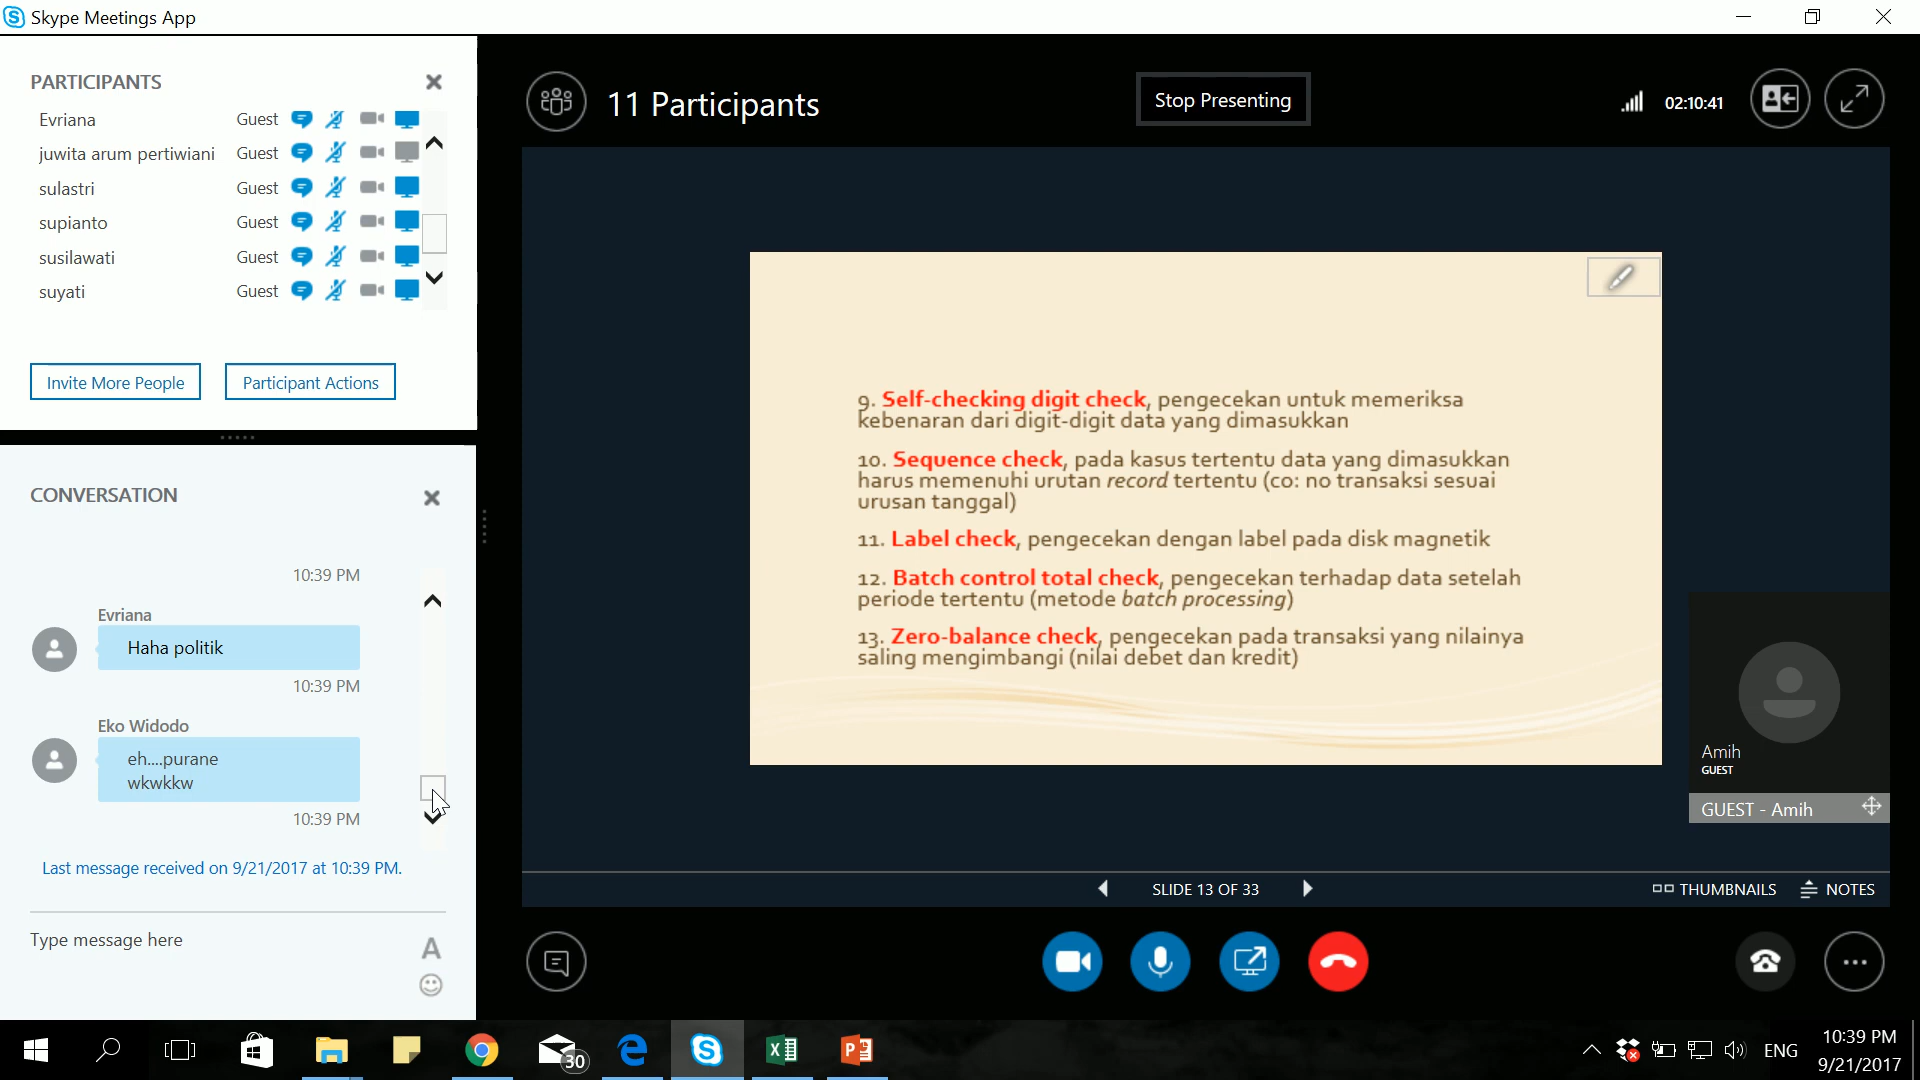 Skype Meetings App
PARTICIPANTS
Evriana Guest
juwita arum pertiwiani Guest
sulastri Guest
supianto Guest
susilawati Guest
suyati Guest
Invite More People Participant Actions
CONVERSATION
10:39 PM
Evriana
Haha politik
10:39 PM
Eko Widodo
eh....purane
wkwkkw
10:39 PM
Last message received on 9/21/2017 at 10:39 PM.
Type message here
A
11 Participants
Stop Presenting
02:10:41
9. Self-checking digit check, pengecekan untuk memeriksa
kebenaran dari digit-digit data yang dimasukkan
10. Sequence check, pada kasus tertentu data yang dimasukkan
harus memenuhi urutan record tertentu (co: no transaksi sesuai
urusan tanggal)
11. Label check, pengecekan dengan label pada disk magnetik
12. Batch control total check, pengecekan terhadap data setelah
periode tertentu (metode batch processing)
13. Zero-balance check, pengecekan pada transaksi yang nilainya
saling mengimbangi (nilai debet dan kredit)
Amih
GUEST
GUEST - Amih
SLIDE 13 OF 33
THUMBNAILS NOTES
30
ENG
10:39 PM
9/21/2017